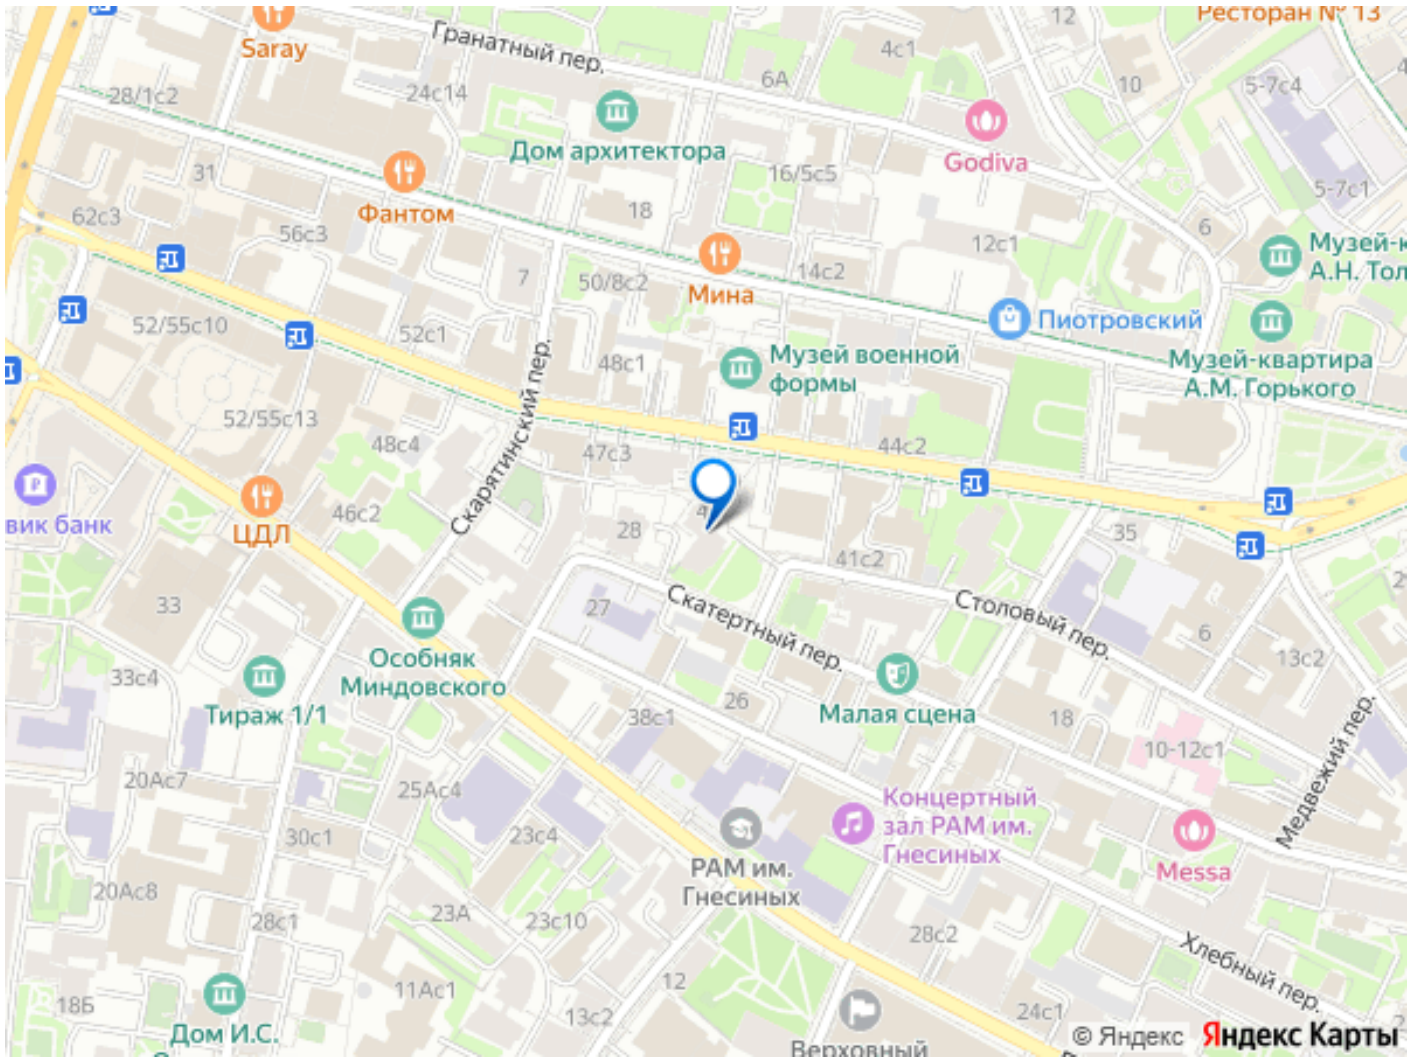 Ресторан № 13
Saray
Гранатный пер.
12
4с1
6А
10
5-7с4
28/1с2
24с14
Дом архитектора
Godiva
31
16/5с5
5-7с1
Фантом
18
62с3
56с3
6
12с1
Музей-к
А.Н. Тол
7
50/8с2
14с2
Мина
Пиотровский
52/55с10
52с1
48с1
Музей военной
формы
Музей-квартира
А.М. Горького
Скарятинский пер.
52/55с13
48с4
47с3
44с2
вик банк
ЦДЛ
46с2
28
41с2
35
33
27
Скатертный пер.
Столовый пер.
6
13с2
Особняк
Миндовского
33с4
Тираж 1/1
38с1
26
Малая сцена
18
10-12с1
Медвежий пер.
20Ас7
25Ас4
Концертный
зал РАМ им.
Гнесиных
30с1
23с4
РАМ им.
Гнесиных
Messa
20Ас8
28с1
23А
23с10
28с2
Хлебный пер.
18Б
11Ас1
12
13с2
24с1
Дом И.С.
Верховный
© Яндекс
Яндекс Карты